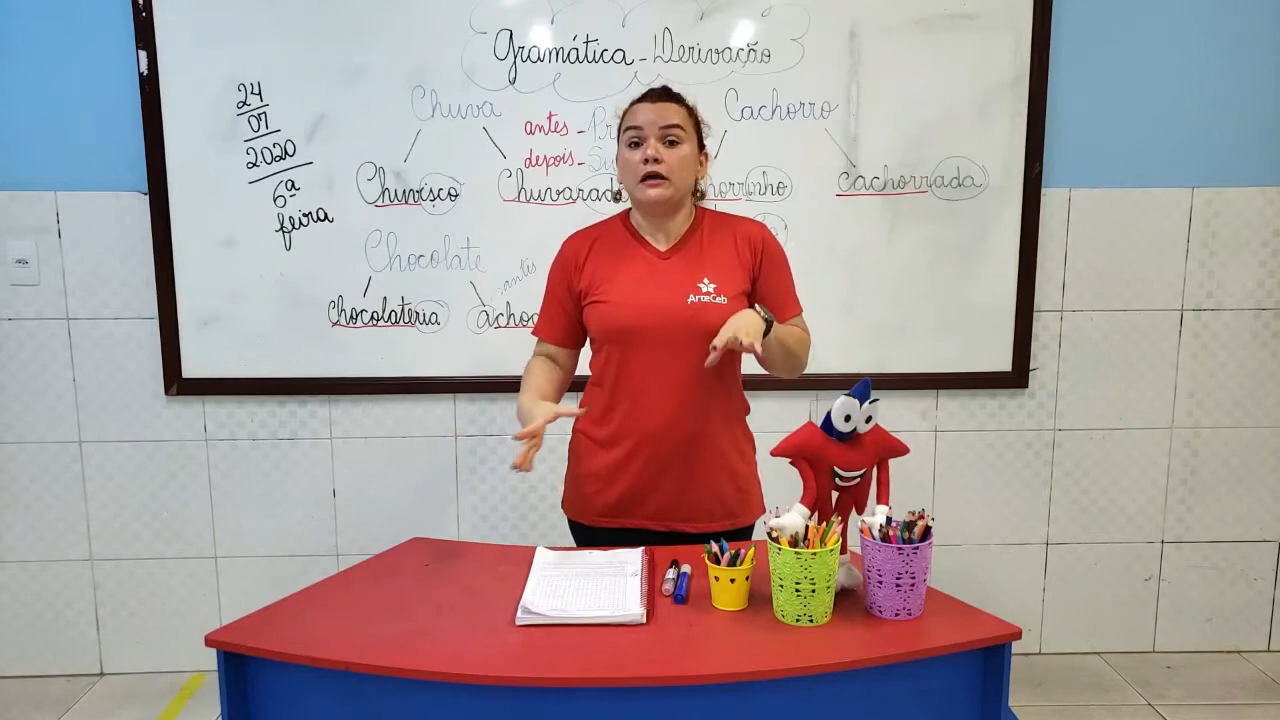 Gramática - Derivação
24
07
2020
6ª
feira
Chuva
antes -
depois -
Cachorro
Chuvisco
Chuvarada
cachorrada
Chocolate
antes
chocolateria
ArteCeb